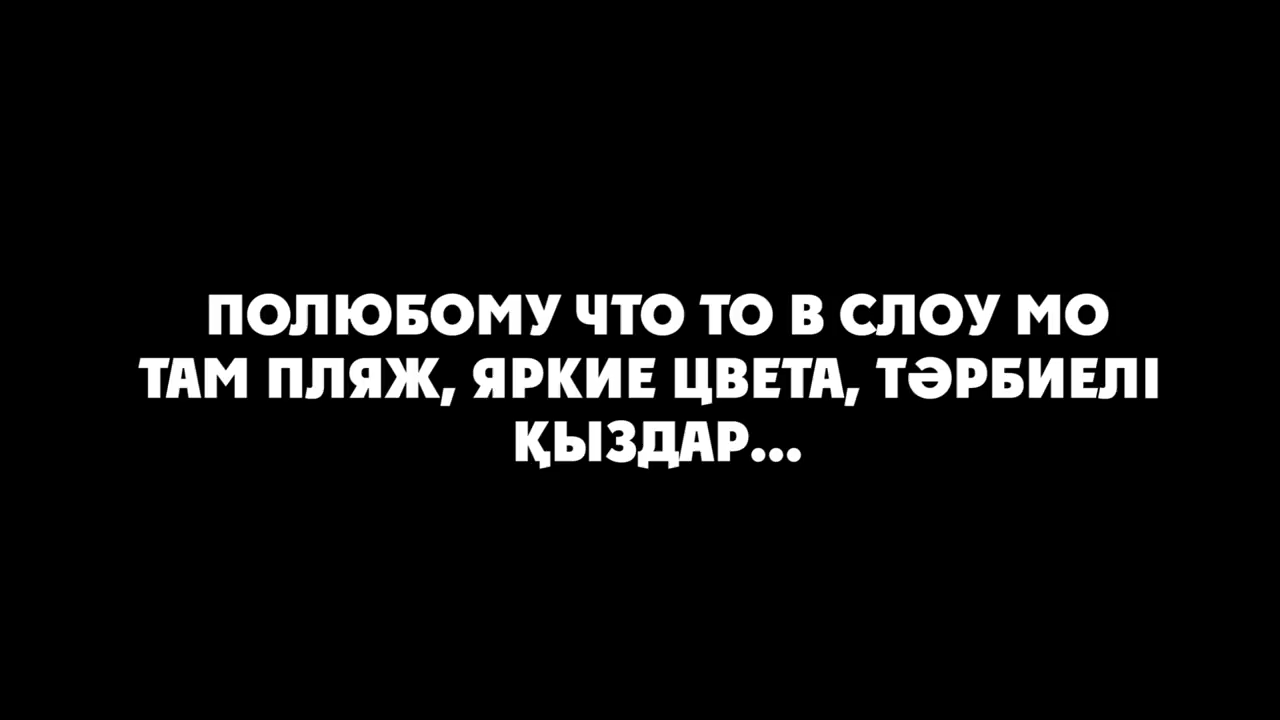 ПОЛЮБОМУ ЧТО ТО В СЛОУ МО
ТАМ ПЛЯЖ, ЯРКИЕ ЦВЕТА, ТӘРБИЕЛІ
ҚЫЗДАР...